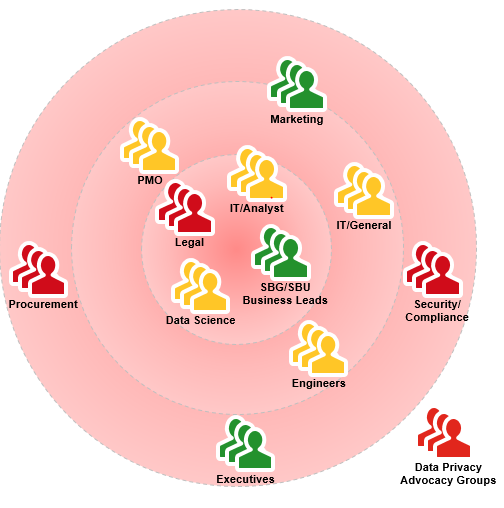 Marketing
PMO
IT/Analyst
IT/General
Legal
SBG/SBU
Business Leads
Procurement
Security/
Compliance
Data Science
Engineers
Executives
Data Privacy
Advocacy Groups